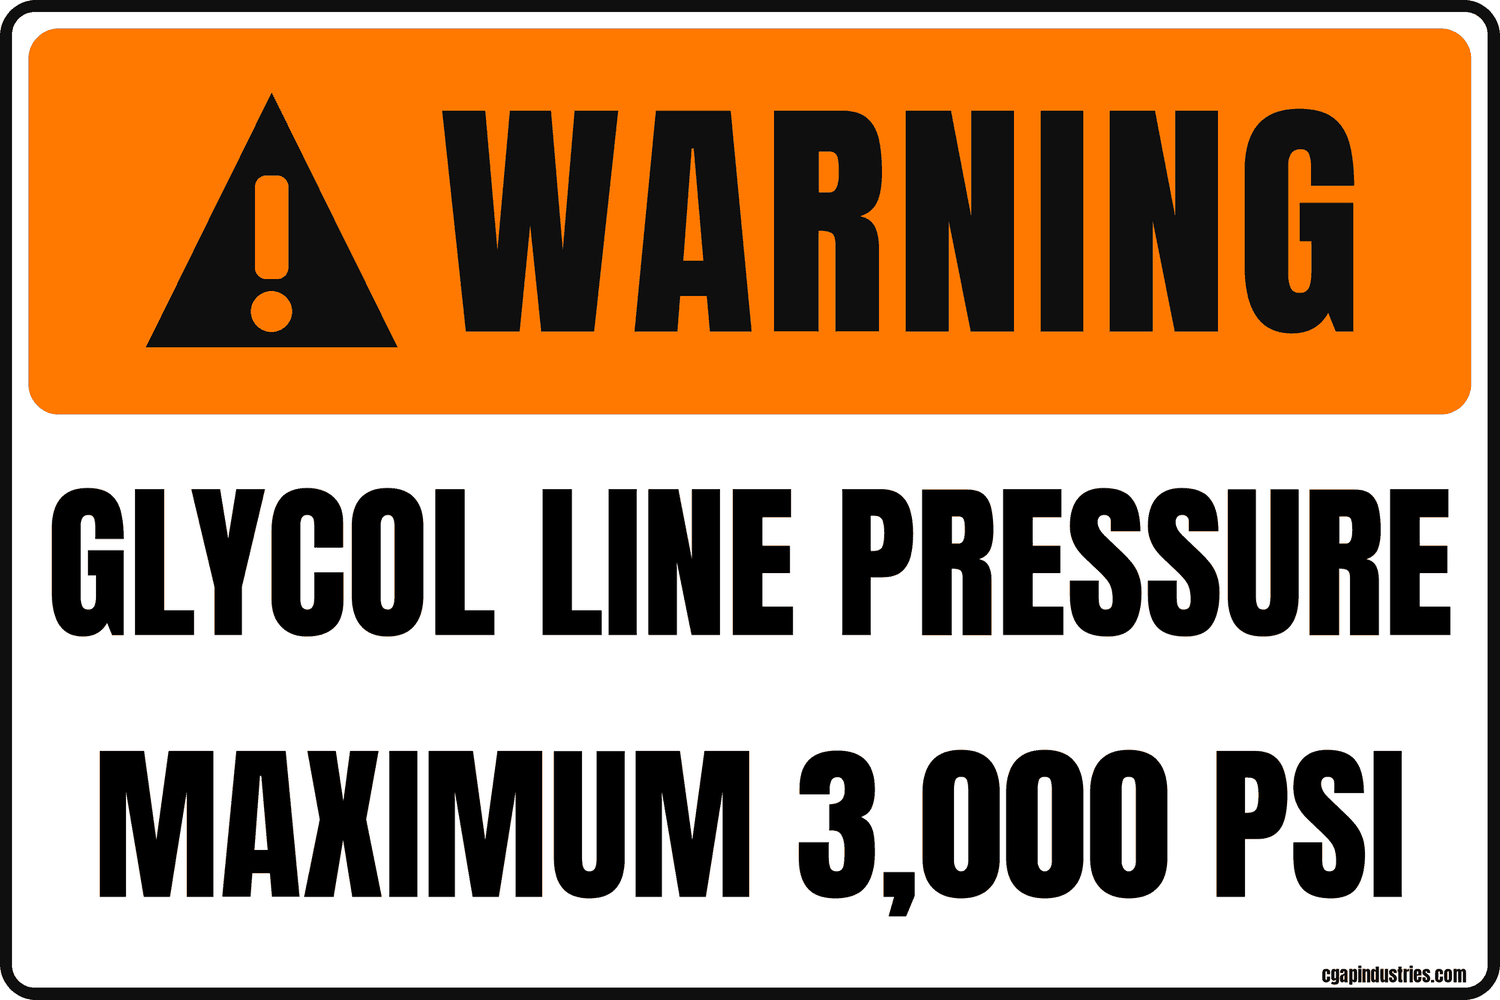 WARNING
GLYCOL LINE PRESSURE
MAXIMUM 3,000 PSI
cgapindustries.com